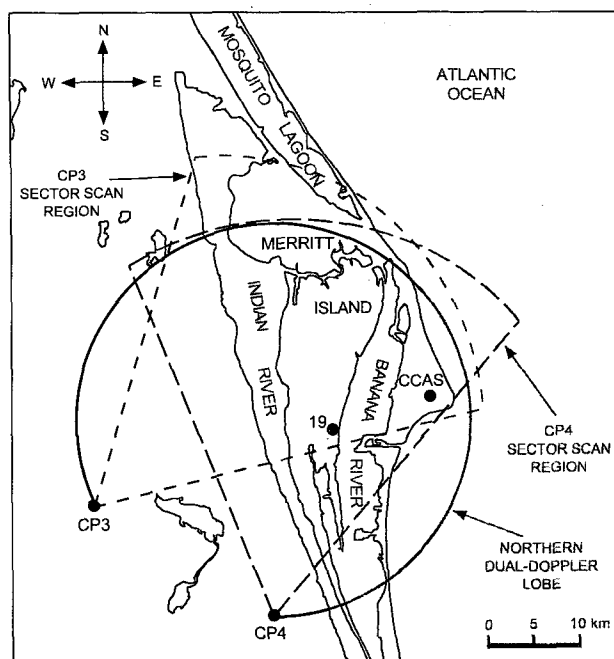 N
W
E
S
MOSQUITO
LAGOON
ATLANTIC
OCEAN
CP3
SECTOR SCAN
REGION
MERRITT
ISLAND
INDIAN
RIVER
BANANA
RIVER
CCAS
19
CP4
SECTOR SCAN
REGION
CP3
NORTHERN
DUAL-DOPPLER
LOBE
CP4
0 5 10 km